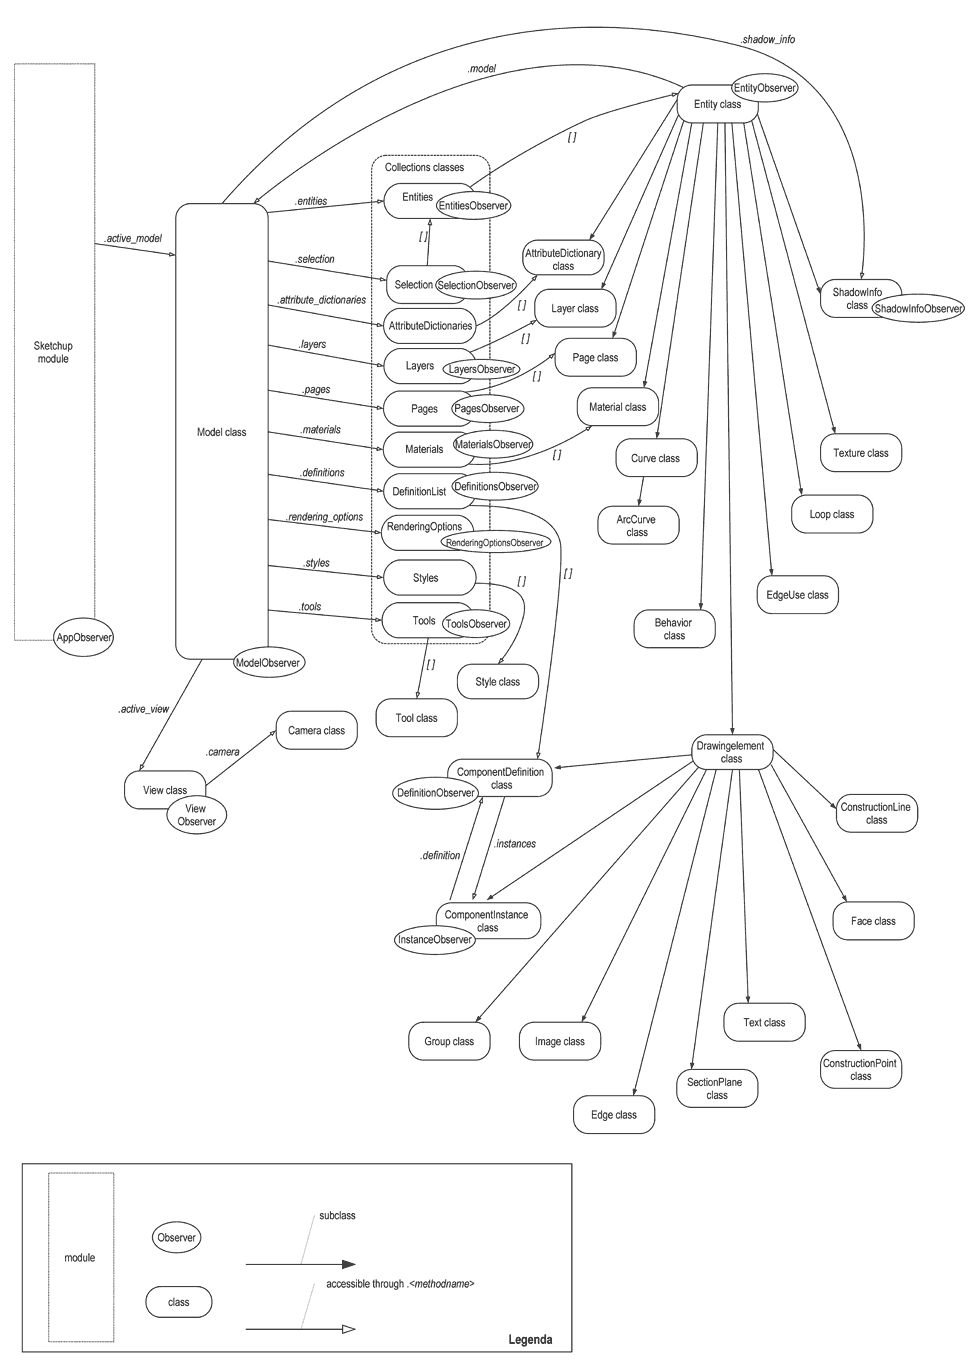 .shadow_info
.model
EntityObserver
Entity class
[ ]
Collections classes
Entities
EntitiesObserver
.entities
.active_model
[ ]
AttributeDictionary
class
.selection
Selection
SelectionObserver
ShadowInfo
class
ShadowInfoObserver
.attribute_dictionaries
[ ]
Layer class
AttributeDictionaries
Sketchup
module
.layers
[ ]
Page class
Layers
LayersObserver
[ ]
.pages
Pages
PagesObserver
Material class
Model class
.materials
Materials
MaterialsObserver
[ ]
Curve class
Texture class
.definitions
DefinitionList
DefinitionsObserver
Loop class
.rendering_options
RenderingOptions
RenderingOptionsObserver
ArcCurve
class
.styles
Styles
[ ]
[ ]
EdgeUse class
.tools
Tools
ToolsObserver
Behavior
class
AppObserver
ModelObserver
[ ]
Style class
.active_view
Tool class
Camera class
.camera
Drawingelement
class
View class
View
Observer
ComponentDefinition
class
DefinitionObserver
ConstructionLine
class
.definition
.instances
ComponentInstance
class
InstanceObserver
Face class
Text class
Group class
Image class
ConstructionPoint
class
SectionPlane
class
Edge class
subclass
Observer
module
accessible through .<methodname>
class
Legenda